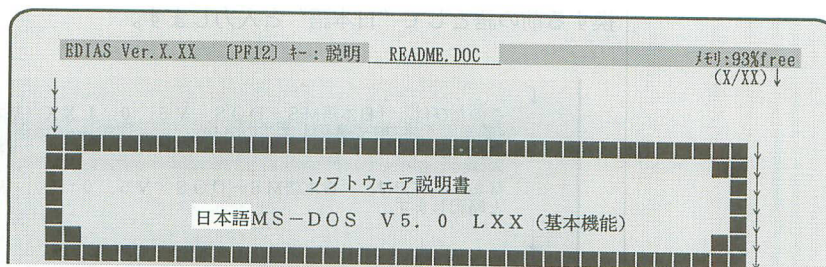 EDIAS Ver.X.XX 〔PF12〕キー:説明 README.DOC ﾒﾓﾘ:93%free
(X/XX)↓
ソフトウェア説明書
日本語MS-DOS V5.0 LXX(基本機能)